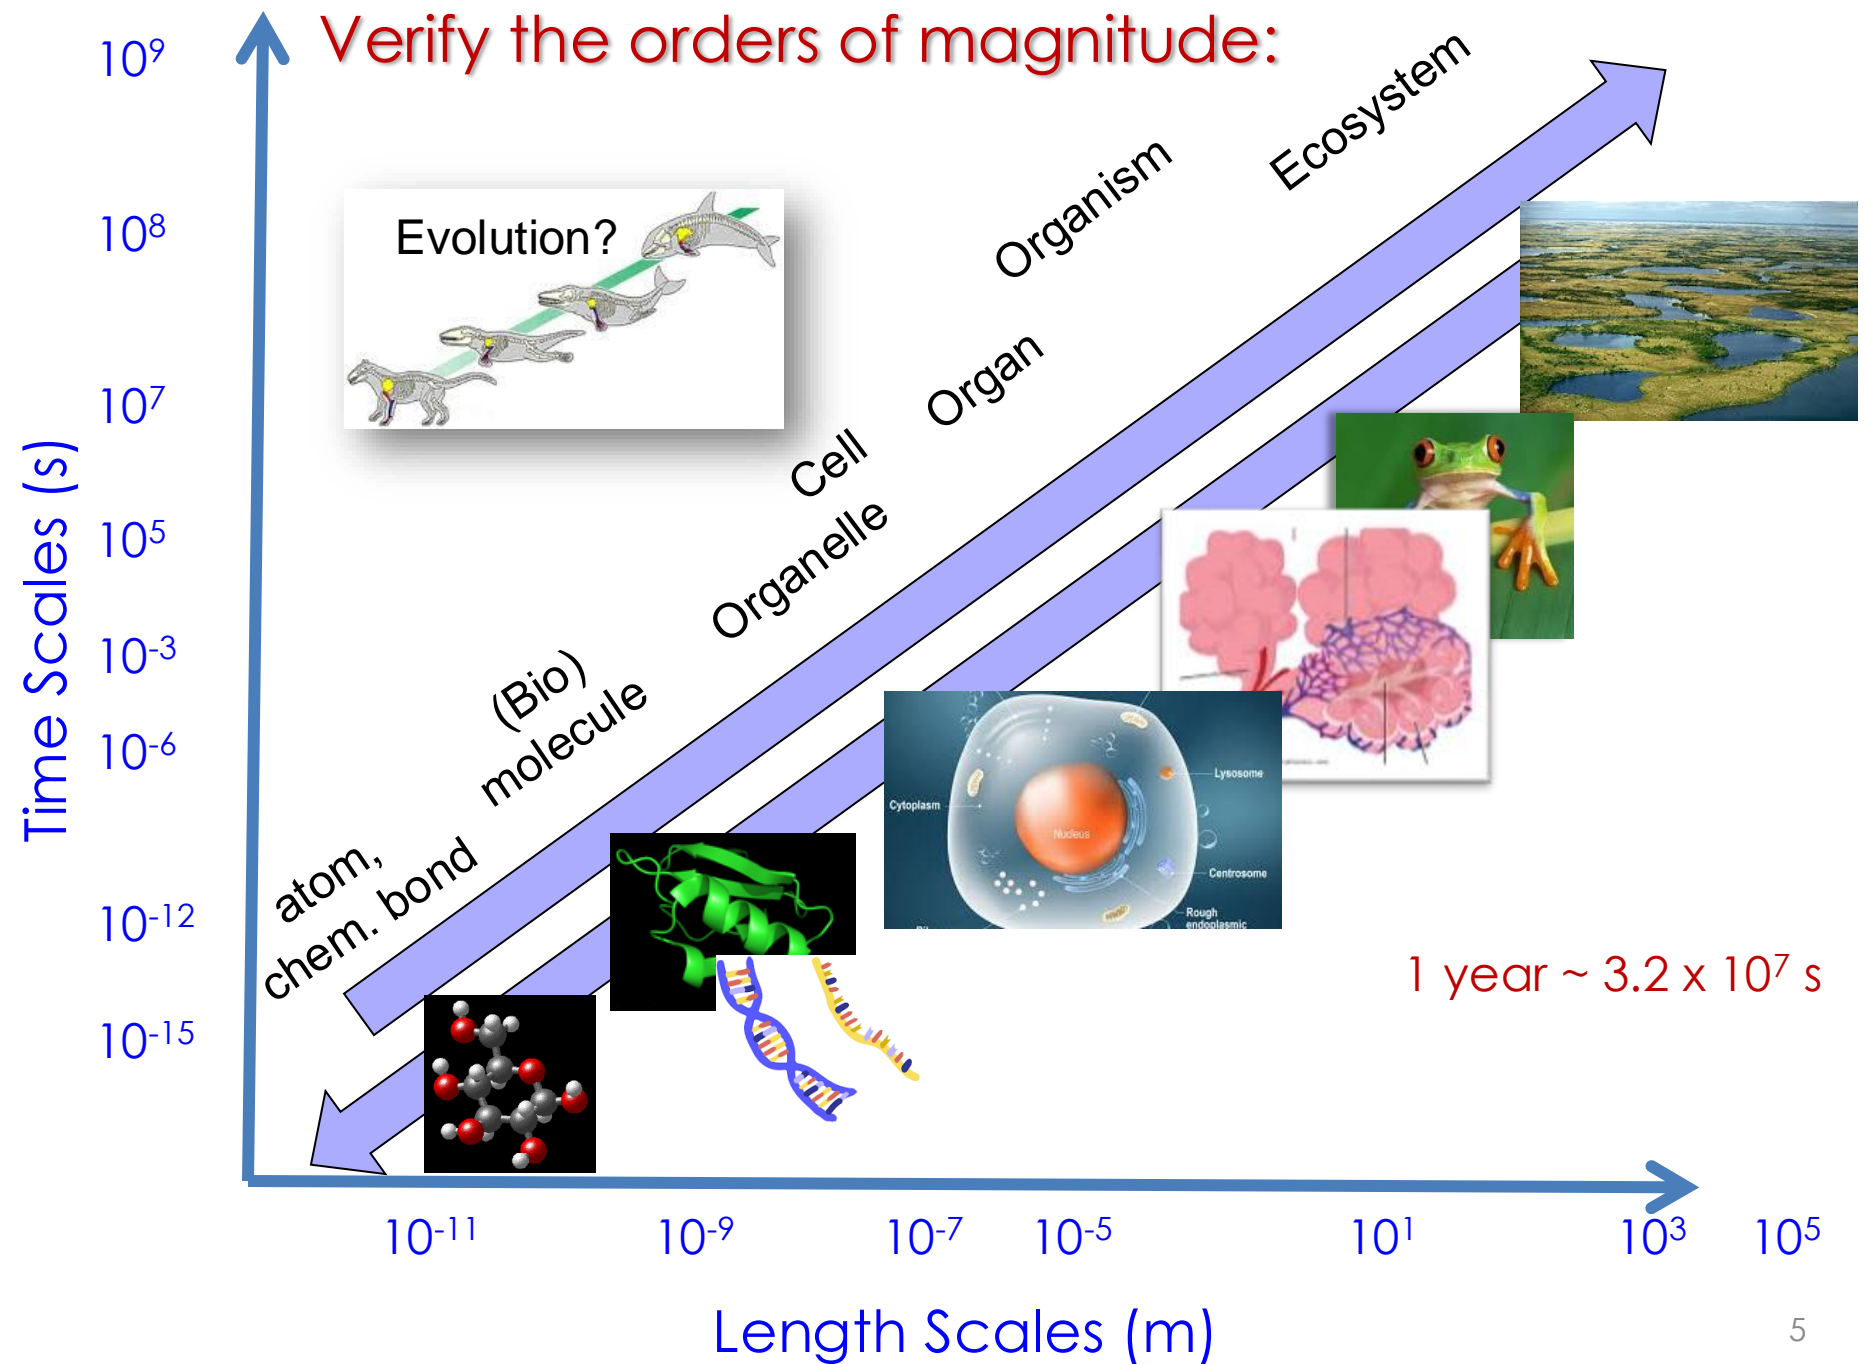 Verify the orders of magnitude:
10⁹
10⁸
10⁷
10⁵
10⁻³
10⁻⁶
10⁻¹²
10⁻¹⁵
Time Scales (s)
Evolution?
Ecosystem
Organism
Organ
Cell
Organelle
(Bio)
molecule
atom,
chem. bond
Cytoplasm
Nucleus
Lysosome
Centrosome
Rough
endoplasmic
1 year ~ 3.2 x 10⁷ s
10⁻¹¹
10⁻⁹
10⁻⁷
10⁻⁵
10¹
10³
10⁵
Length Scales (m)
5